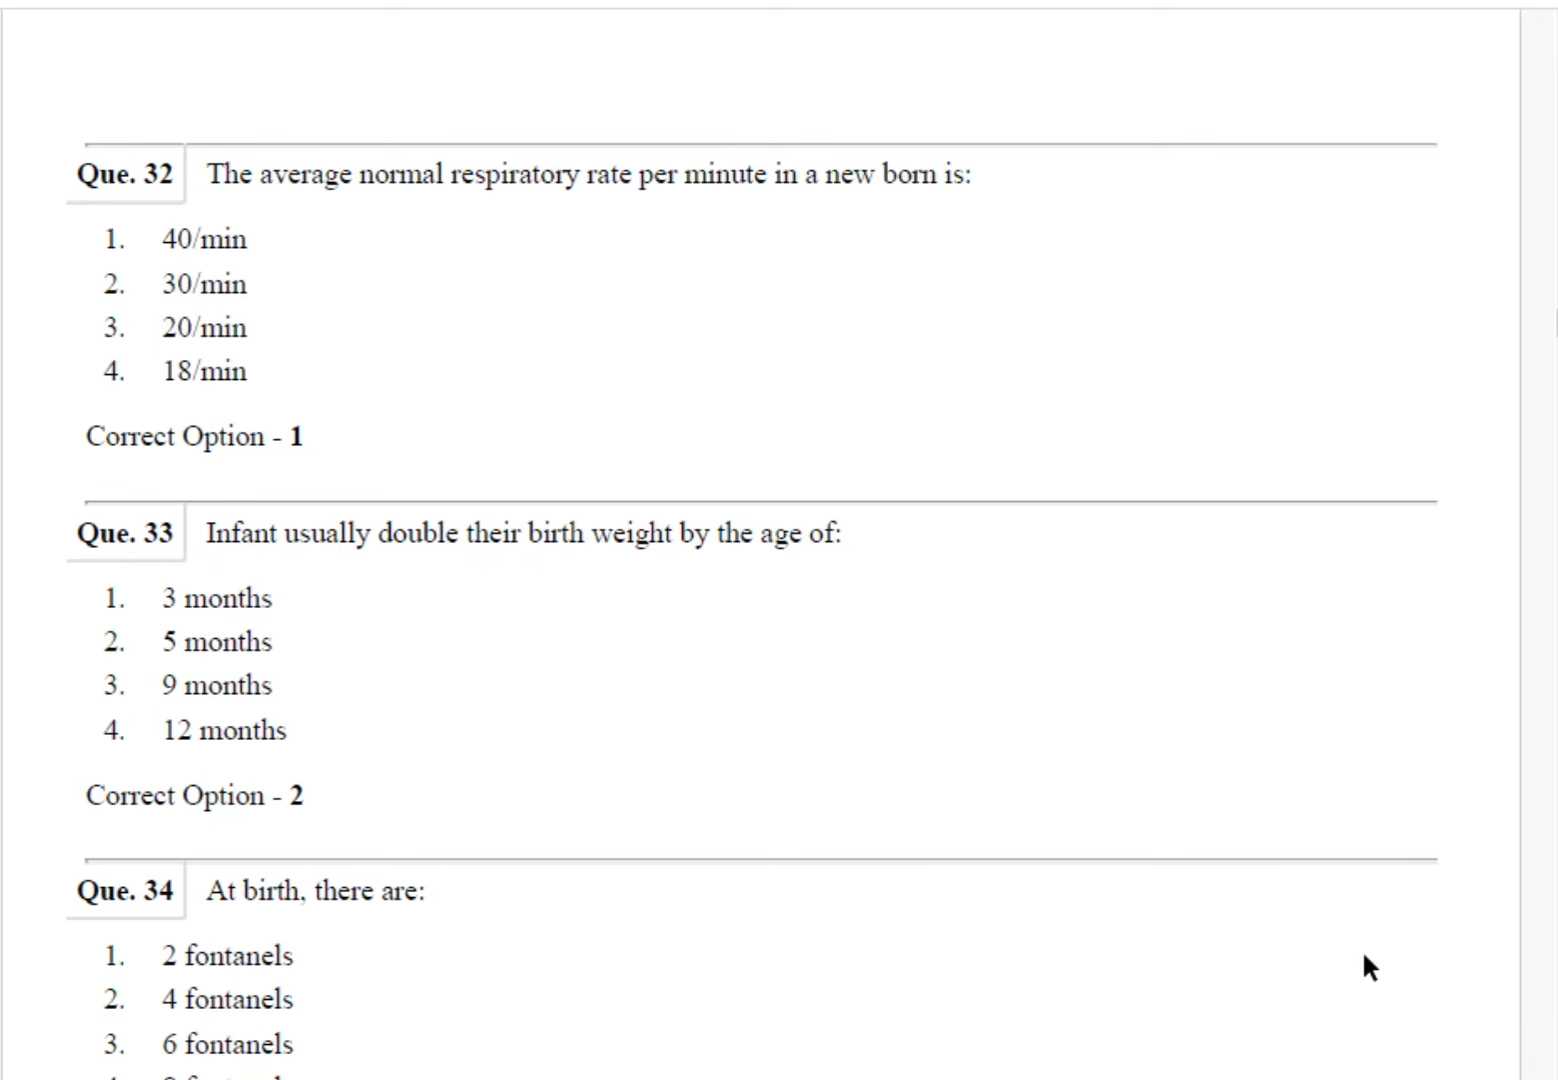 Que. 32 The average normal respiratory rate per minute in a new born is:
1. 40/min
2. 30/min
3. 20/min
4. 18/min
Correct Option - 1
Que. 33 Infant usually double their birth weight by the age of:
1. 3 months
2. 5 months
3. 9 months
4. 12 months
Correct Option - 2
Que. 34 At birth, there are:
1. 2 fontanels
2. 4 fontanels
3. 6 fontanels